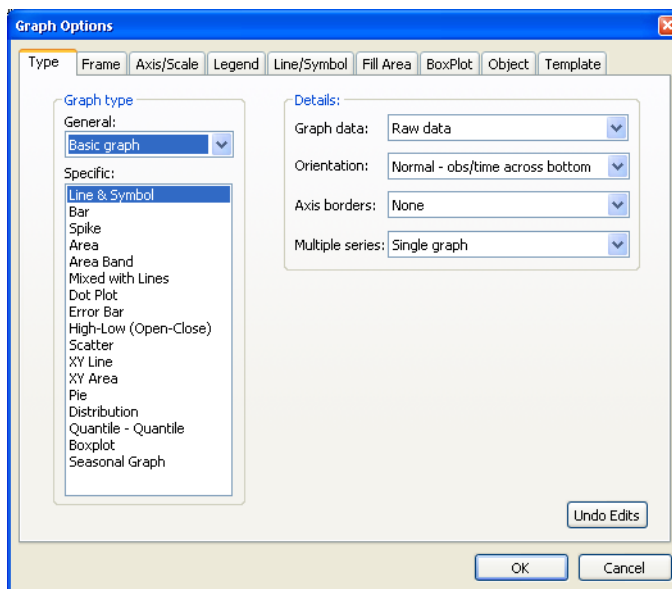 Graph Options
Type Frame Axis/Scale Legend Line/Symbol Fill Area BoxPlot Object Template
Graph type
General:
Basic graph
Specific:
Line & Symbol
Bar
Spike
Area
Area Band
Mixed with Lines
Dot Plot
Error Bar
High-Low (Open-Close)
Scatter
XY Line
XY Area
Pie
Distribution
Quantile - Quantile
Boxplot
Seasonal Graph
Details:
Graph data: Raw data
Orientation: Normal - obs/time across bottom
Axis borders: None
Multiple series: Single graph
Undo Edits
OK Cancel